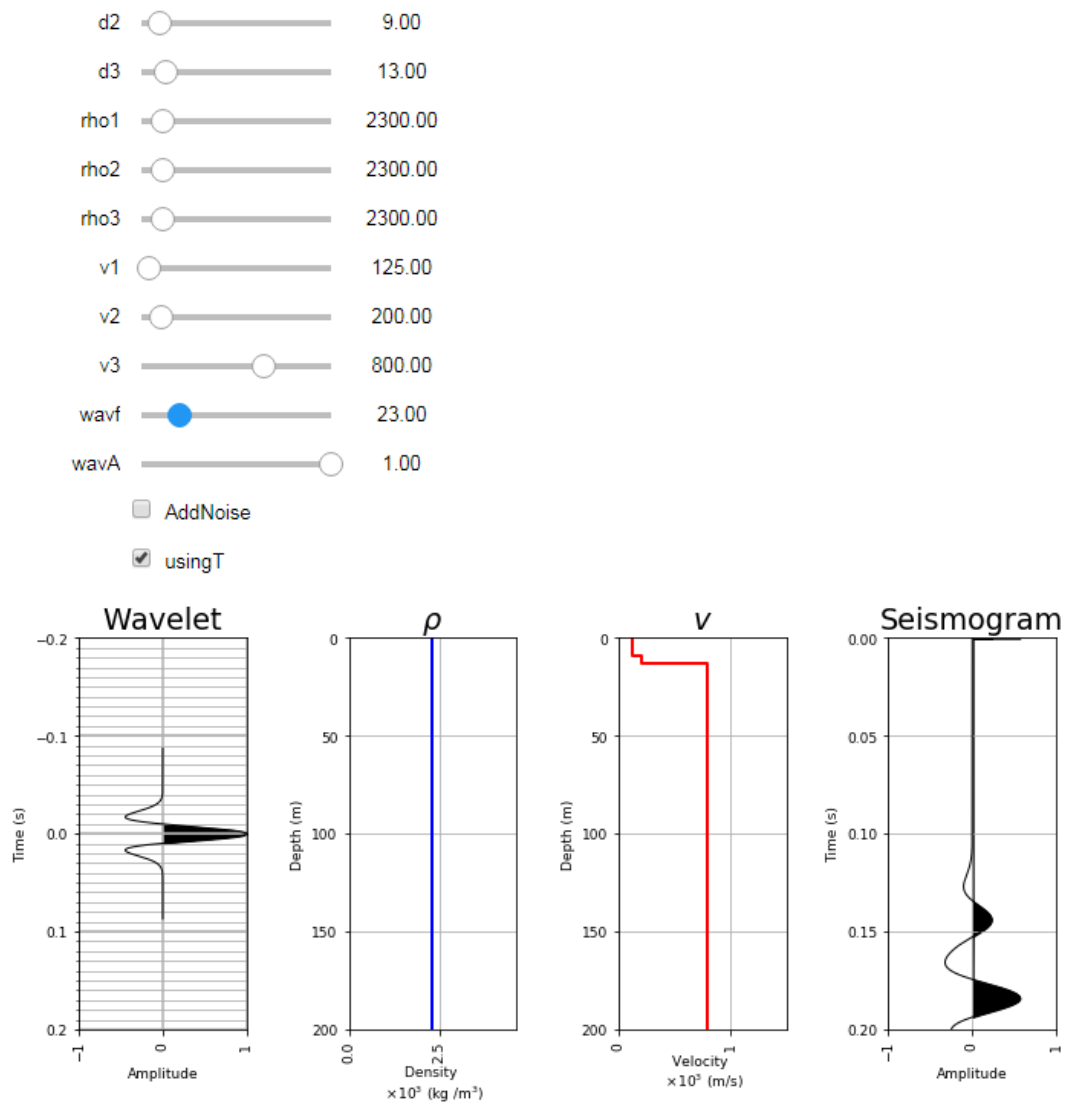 d2 9.00
d3 13.00
rho1 2300.00
rho2 2300.00
rho3 2300.00
v1 125.00
v2 200.00
v3 800.00
wavf 23.00
wavA 1.00
AddNoise
usingT
Wavelet
−0.2
−0.1
0.0
0.1
0.2
Time (s)
-1
0
1
Amplitude
ρ
0
50
100
150
200
Depth (m)
0.0
2.5
Density
×10³ (kg /m³)
v
0
50
100
150
200
Depth (m)
0
1
Velocity
×10³ (m/s)
Seismogram
0.00
0.05
0.10
0.15
0.20
Time (s)
-1
0
1
Amplitude